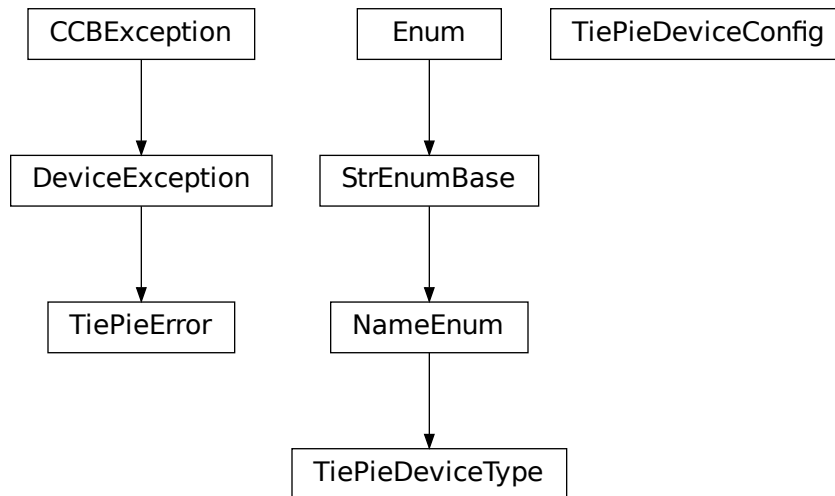 CCBException
Enum
TiePieDeviceConfig
DeviceException
StrEnumBase
TiePieError
NameEnum
TiePieDeviceType